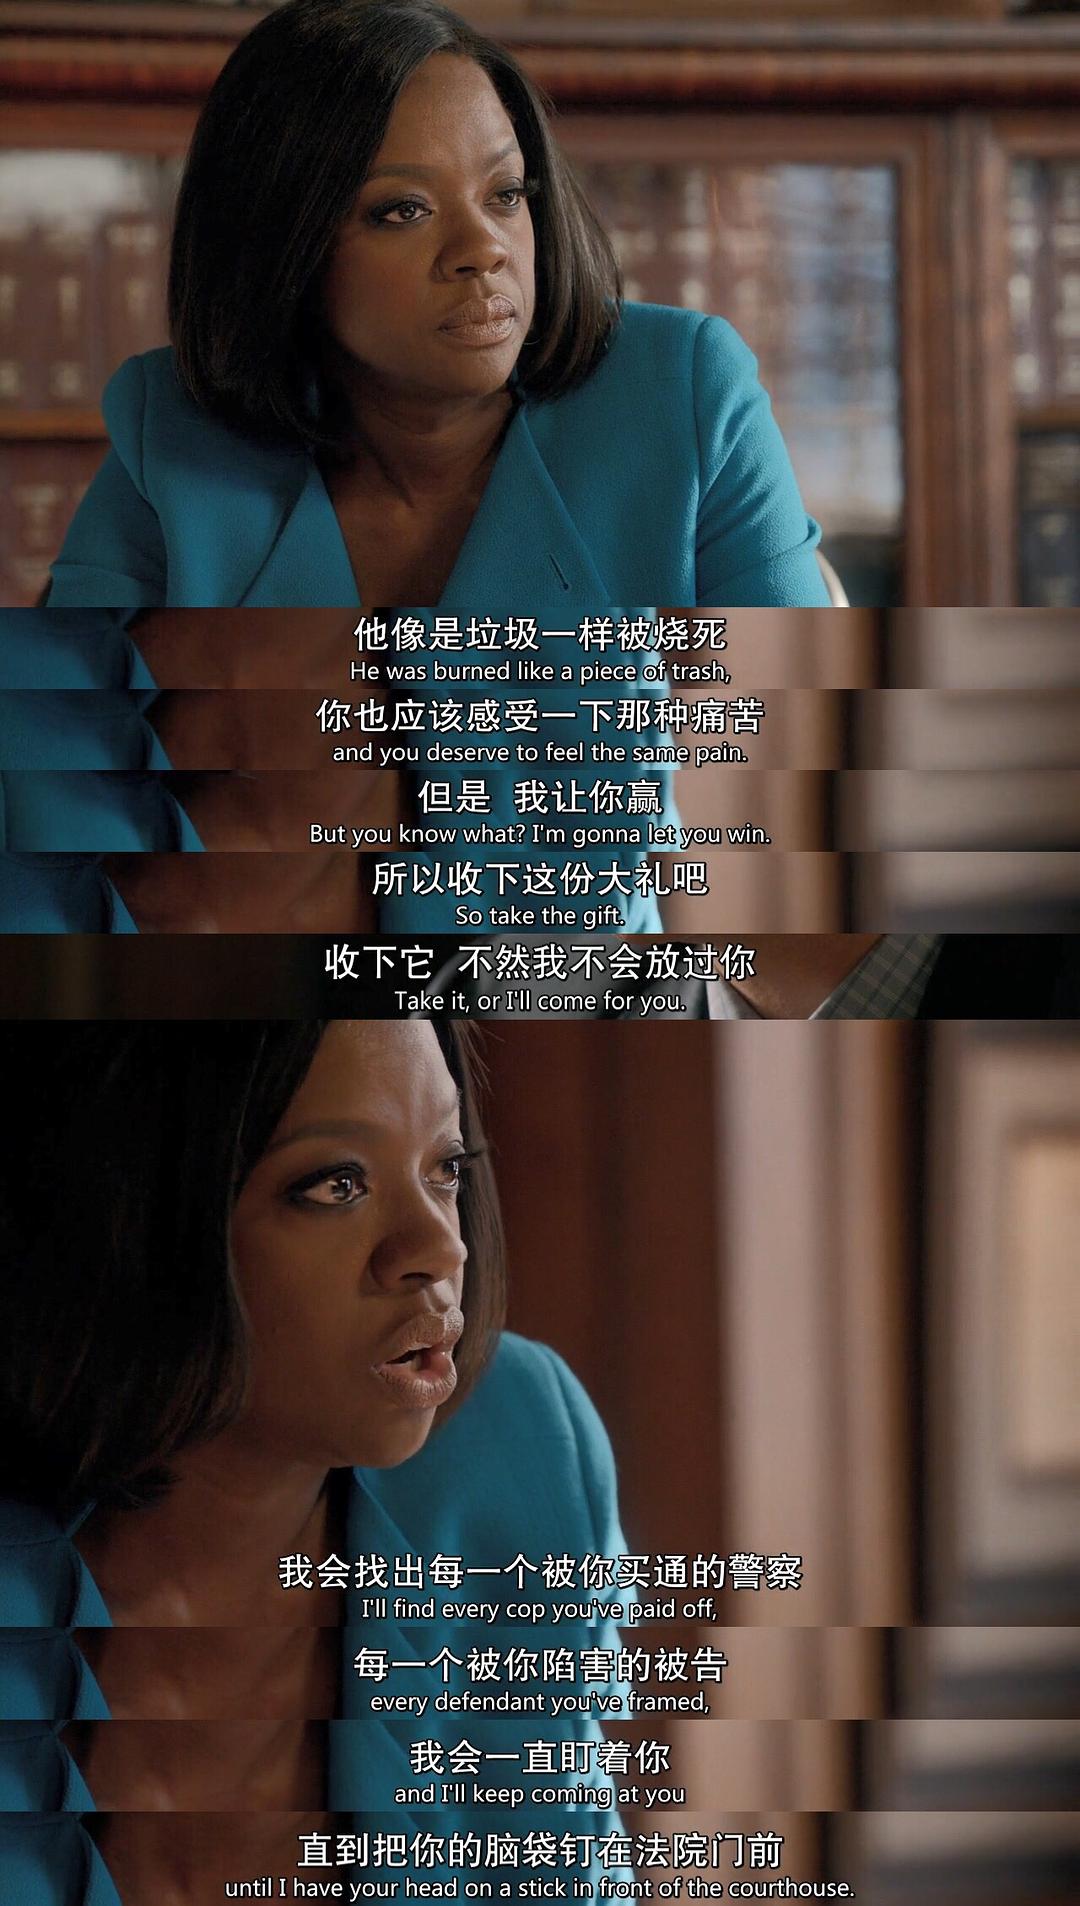 他像是垃圾一样被烧死
He was burned like a piece of trash,
你也应该感受一下那种痛苦
and you deserve to feel the same pain.
但是 我让你赢
But you know what? I'm gonna let you win.
所以收下这份大礼吧
So take the gift.
收下它 不然我不会放过你
Take it, or I'll come for you.
我会找出每一个被你买通的警察
I'll find every cop you've paid off,
每一个被你陷害的被告
every defendant you've framed,
我会一直盯着你
and I'll keep coming at you
直到把你的脑袋钉在法院门前
until I have your head on a stick in front of the courthouse.